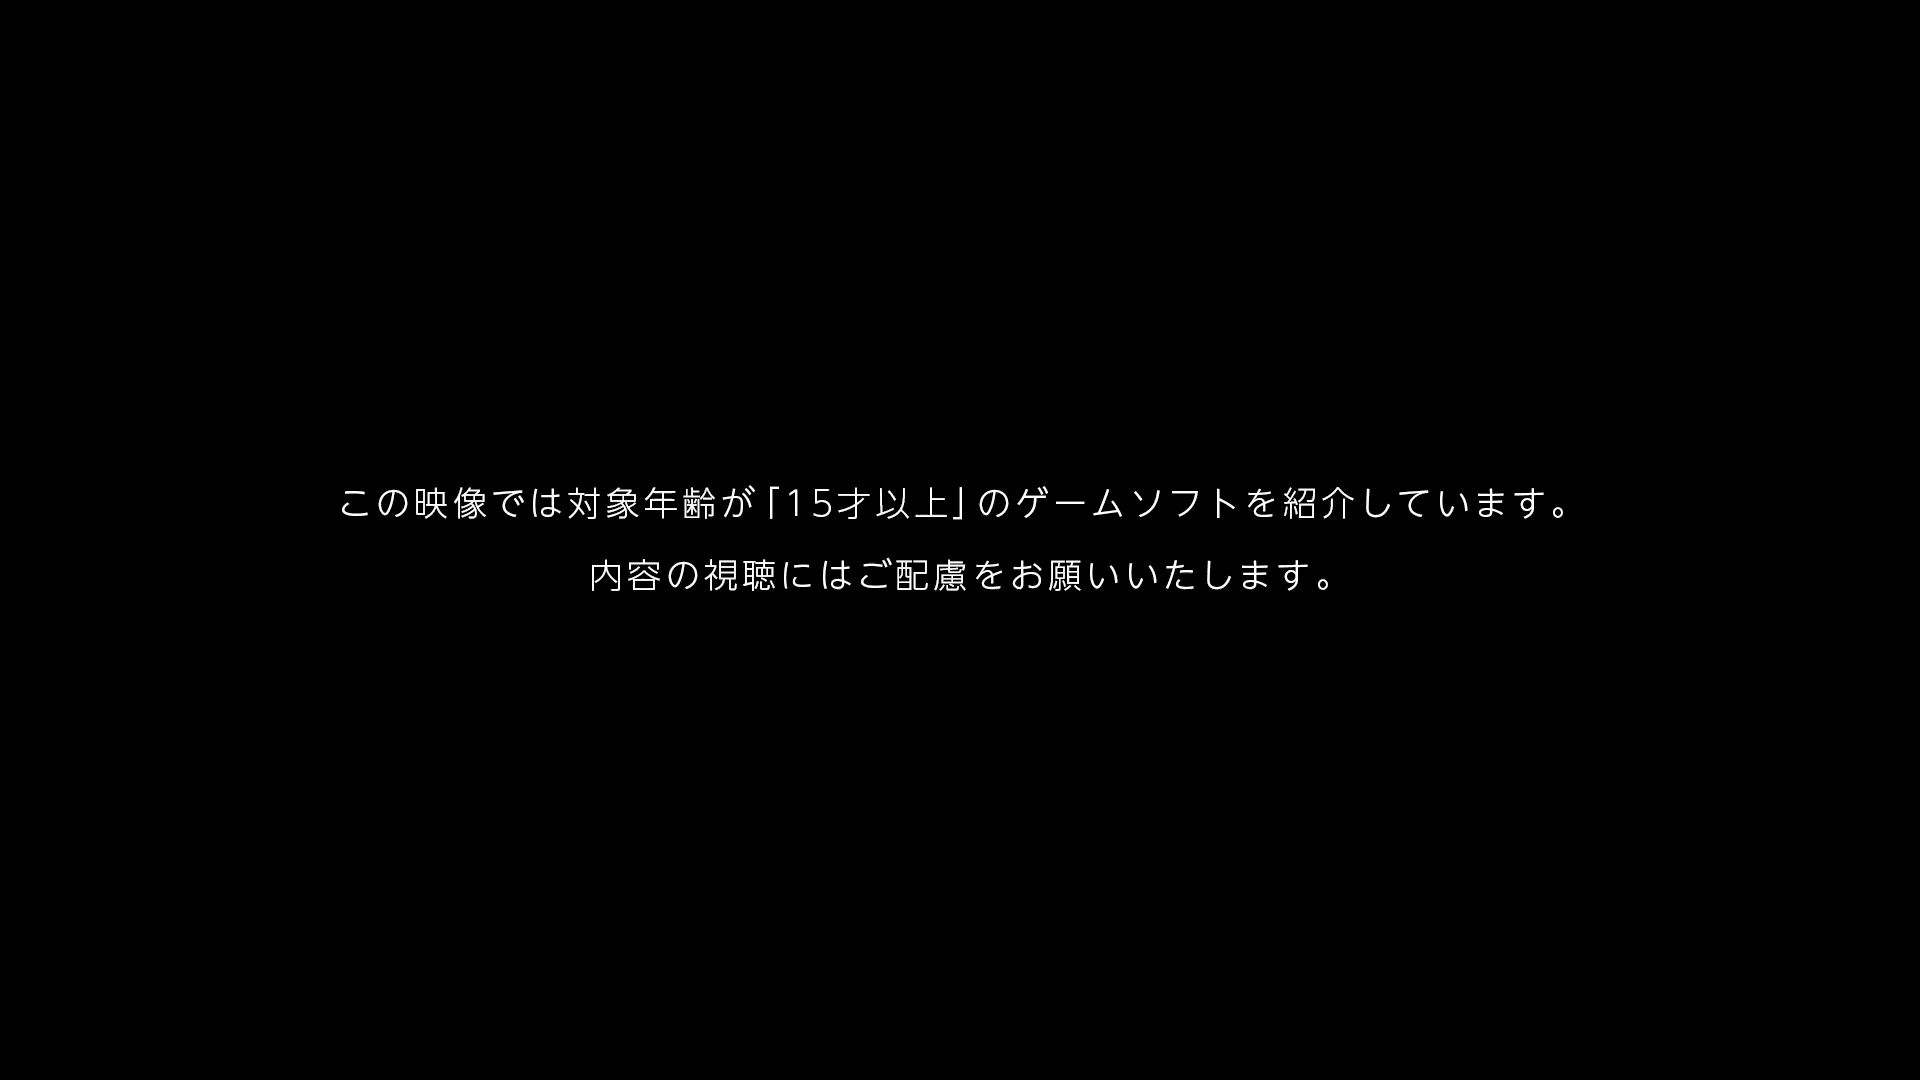 この映像では対象年齢が「15才以上」のゲームソフトを紹介しています。
内容の視聴にはご配慮をお願いいたします。